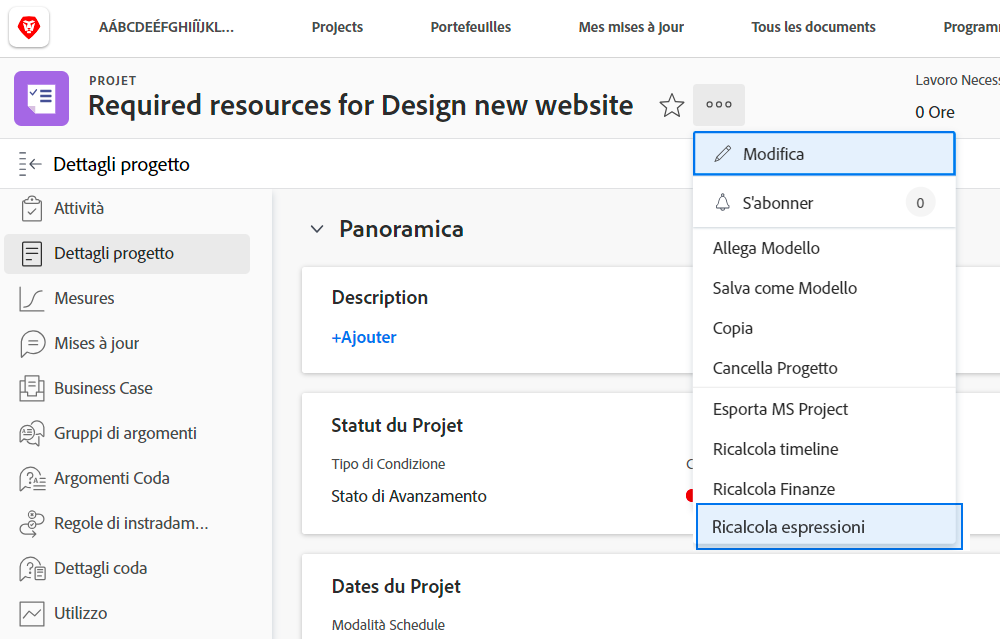 AÁBCDEÉFGHIÍÏJKL...
Projects
Portefeuilles
Mes mises à jour
Tous les documents
Program
PROJET
Required resources for Design new website
Lavoro Necess
0 Ore
Dettagli progetto
Attività
Dettagli progetto
Mesures
Mises à jour
Business Case
Gruppi di argomenti
Argomenti Coda
Regole di instradam...
Dettagli coda
Utilizzo
Panoramica
Description
+Ajouter
Statut du Projet
Tipo di Condizione
C
Stato di Avanzamento
Dates du Projet
Modalità Schedule
Modifica
S'abonner 0
Allega Modello
Salva come Modello
Copia
Cancella Progetto
Esporta MS Project
Ricalcola timeline
Ricalcola Finanze
Ricalcola espressioni